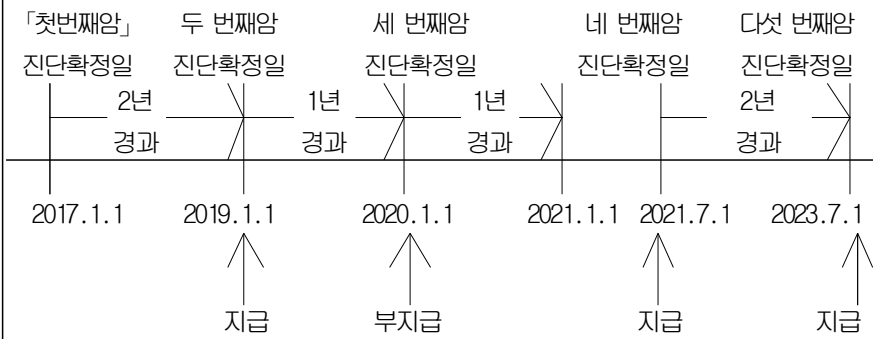 「첫번째암」 두 번째암 세 번째암 네 번째암 다섯 번째암
진단확정일 진단확정일 진단확정일 진단확정일 진단확정일
2년 1년 1년 2년
경과 경과 경과 경과
2017.1.1 2019.1.1 2020.1.1 2021.1.1 2021.7.1 2023.7.1
지급 부지급 지급 지급